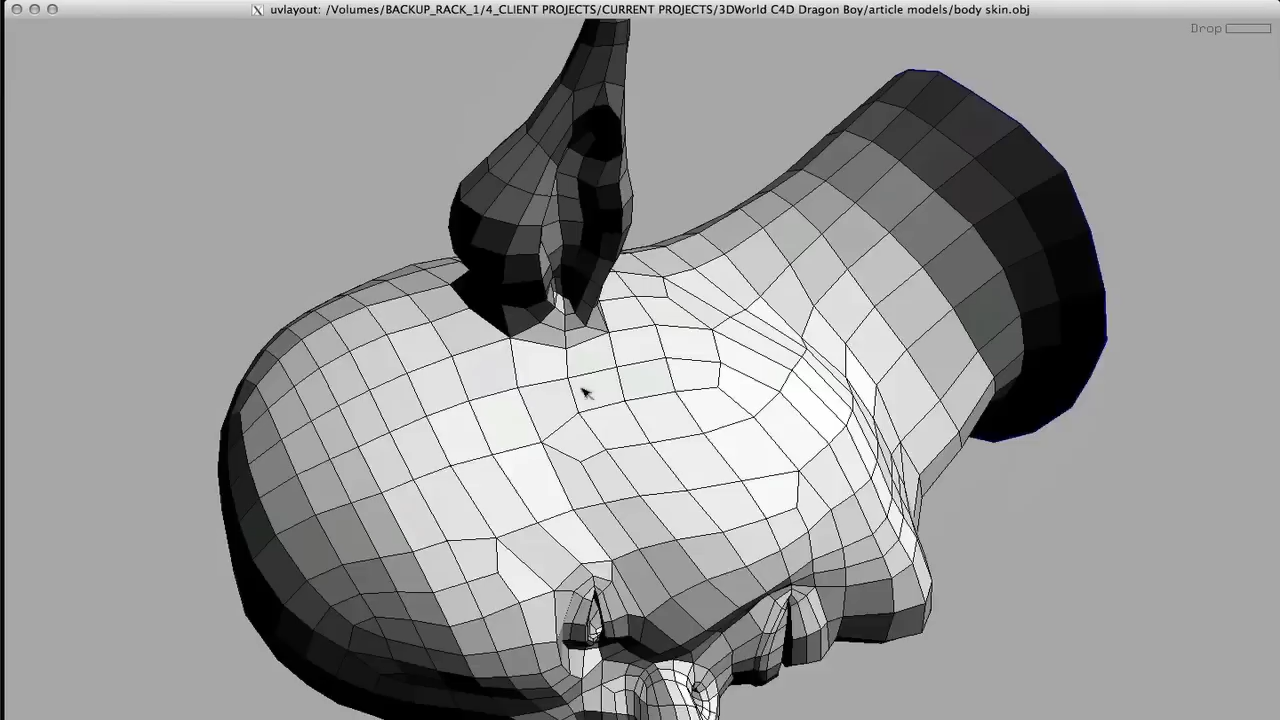 uvlayout: /Volumes/BACKUP_RACK_1/4_CLIENT PROJECTS/CURRENT PROJECTS/3DWorld C4D Dragon Boy/article models/body skin.obj
Drop